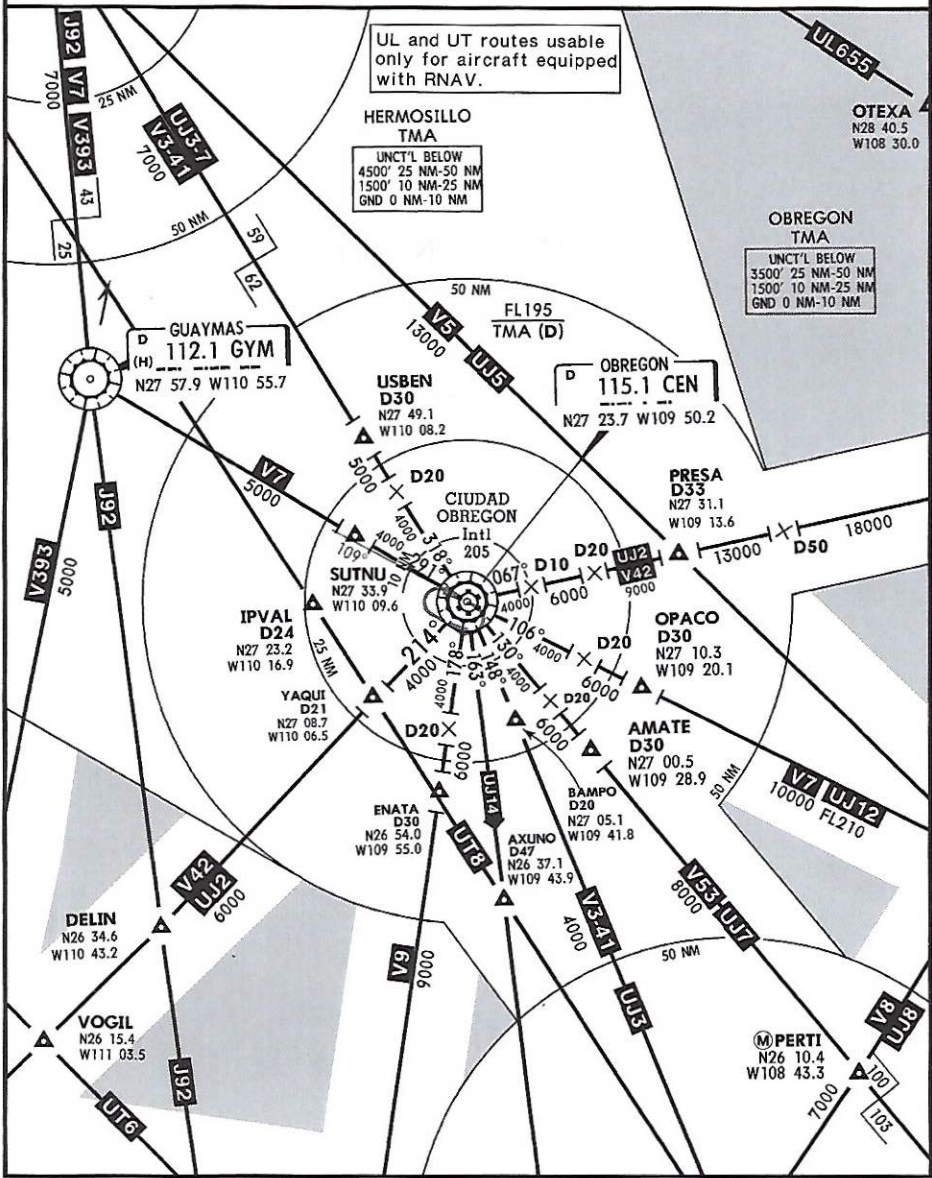 J92 V7 V393
7000
25 NM
UJ3-7
V3-41
7000
43
25
50 NM
59
62
UL and UT routes usable
only for aircraft equipped
with RNAV.
HERMOSILLO
TMA
UNCT'L BELOW
4500' 25 NM-50 NM
1500' 10 NM-25 NM
GND 0 NM-10 NM
UL655
OTEXA
N28 40.5
W108 30.0
OBREGON
TMA
UNCT'L BELOW
3500' 25 NM-50 NM
1500' 10 NM-25 NM
GND 0 NM-10 NM
50 NM
FL195
TMA (D)
V5
13000
UJ5
D GUAYMAS
(H) 112.1 GYM
N27 57.9 W110 55.7
D OBREGON
115.1 CEN
N27 23.7 W109 50.2
USBEN
D30
N27 49.1
W110 08.2
5000
D20
4000
318°
V7
5000
109°
4000
291°
10 NM
CIUDAD
OBREGON
Intl
205
PRESA
D33
N27 31.1
W109 13.6
13000
D50
18000
067°
4000
D10
6000
D20
UJ2
V42
9000
J92
V393
5000
SUTNU
N27 33.9
W110 09.6
IPVAL
D24
N27 23.2
W110 16.9
25 NM
214°
4000
178°
4000
163°
148°
130°
4000
106°
4000
D20
6000
OPACO
D30
N27 10.3
W109 20.1
YAQUI
D21
N27 08.7
W110 06.5
D20
6000
D20
6000
AMATE
D30
N27 00.5
W109 28.9
50 NM
V7 UJ12
10000 FL210
ENATA
D30
N26 54.0
W109 55.0
UJ14
UT8
BAMPO
D20
N27 05.1
W109 41.8
AXUNO
D47
N26 37.1
W109 43.9
V42
UJ2
6000
DELIN
N26 34.6
W110 43.2
V9
9000
V3-41
4000
UJ3
V53-UJ7
8000
50 NM
VOGIL
N26 15.4
W111 03.5
J92
UT6
M PERTI
N26 10.4
W108 43.3
V8
UJ8
7000
100
103